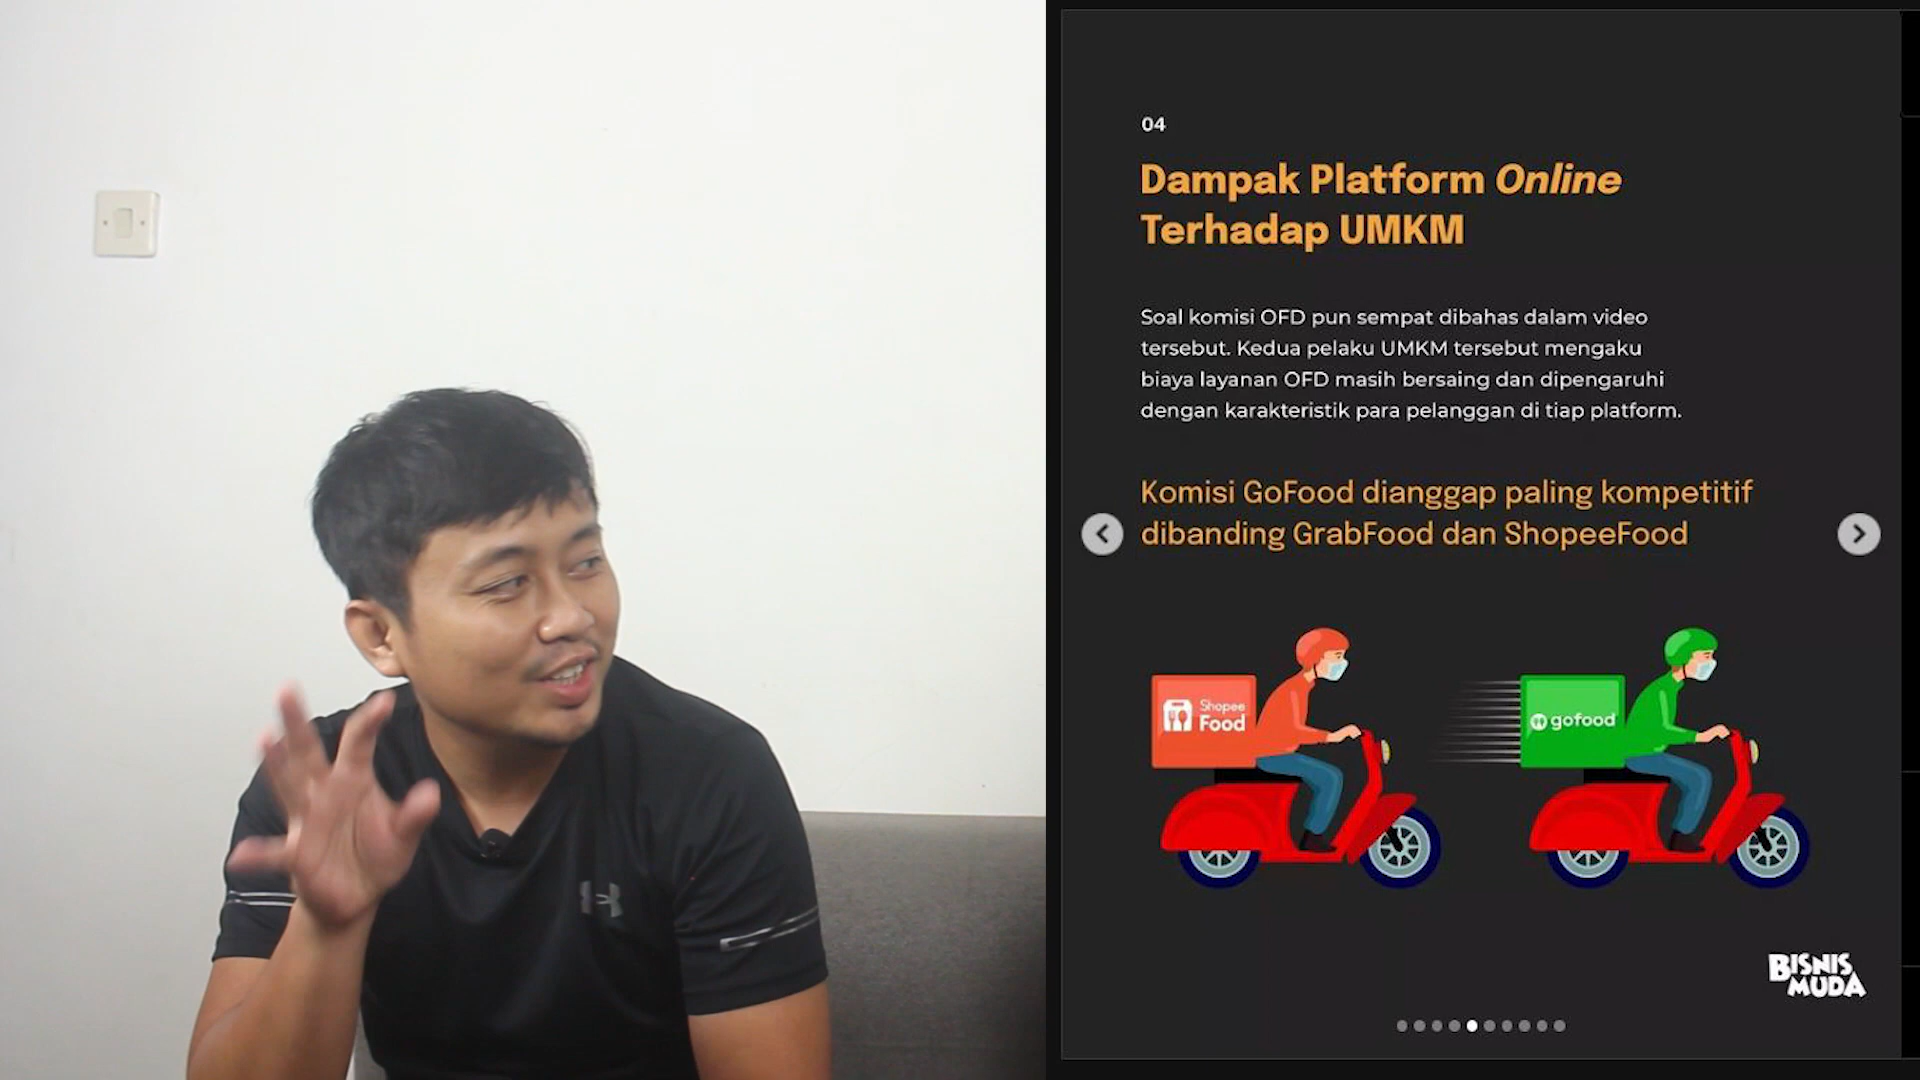 04
Dampak Platform Online
Terhadap UMKM
Soal komisi OFD pun sempat dibahas dalam video
tersebut. Kedua pelaku UMKM tersebut mengaku
biaya layanan OFD masih bersaing dan dipengaruhi
dengan karakteristik para pelanggan di tiap platform.
Komisi GoFood dianggap paling kompetitif
dibanding GrabFood dan ShopeeFood
Shopee
Food
gofood
BISNIS
MUDA